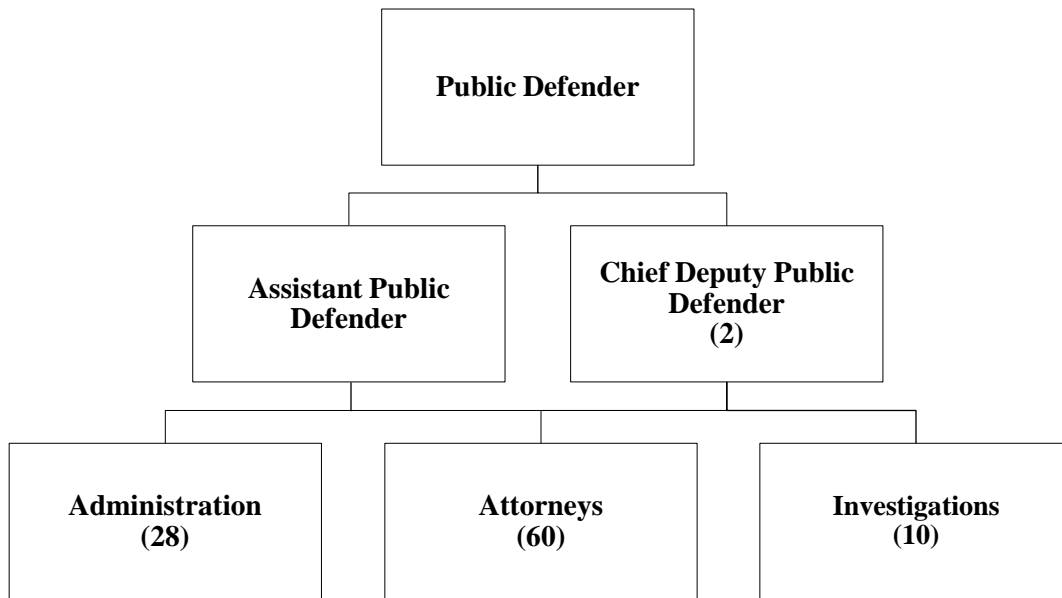 Public Defender
Assistant Public
Defender
Chief Deputy Public
Defender
(2)
Administration
(28)
Attorneys
(60)
Investigations
(10)